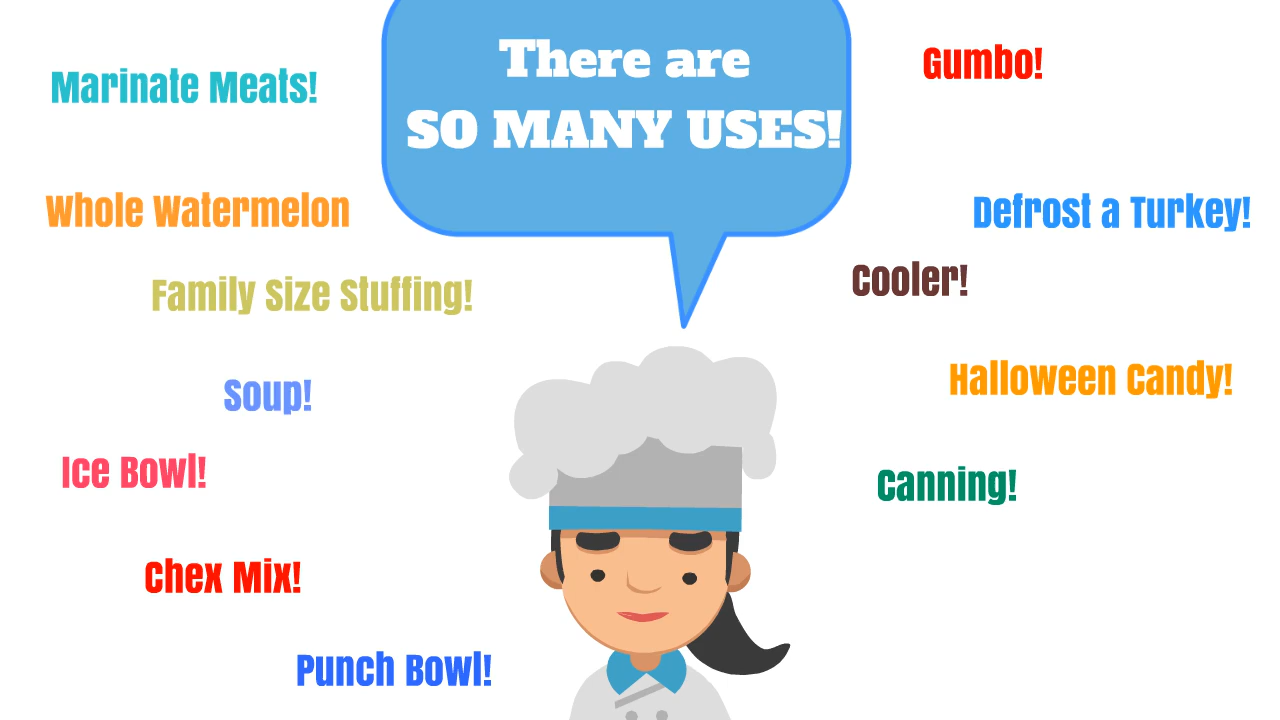 There are
SO MANY USES!
Marinate Meats!
Whole Watermelon
Family Size Stuffing!
Soup!
Ice Bowl!
Chex Mix!
Punch Bowl!
Gumbo!
Defrost a Turkey!
Cooler!
Halloween Candy!
Canning!